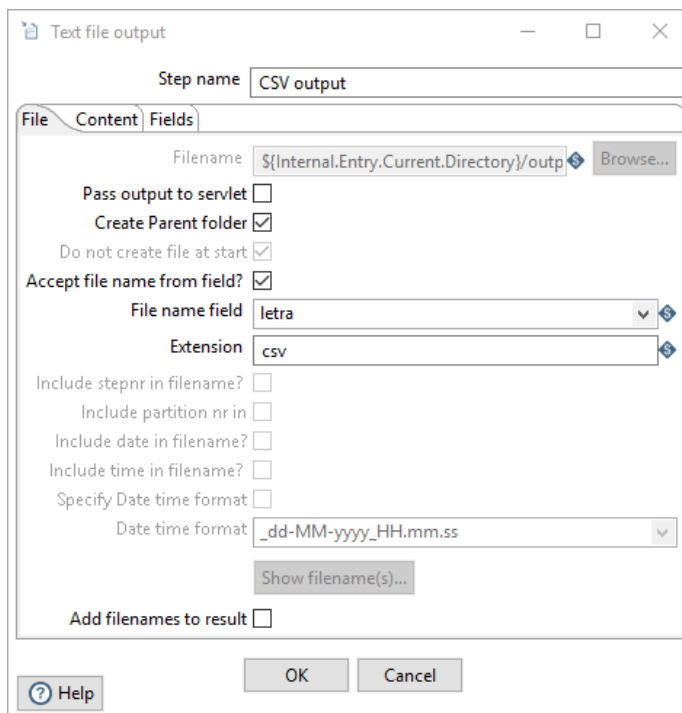 Text file output
Step name CSV output
File Content Fields
Filename ${Internal.Entry.Current.Directory}/outp Browse...
Pass output to servlet
Create Parent folder
Do not create file at start
Accept file name from field?
File name field letra
Extension csv
Include stepnr in filename?
Include partition nr in
Include date in filename?
Include time in filename?
Specify Date time format
Date time format _dd-MM-yyyy_HH.mm.ss
Show filename(s)...
Add filenames to result
OK Cancel
Help